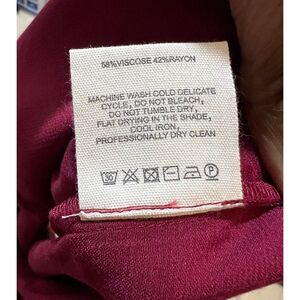 58%VISCOSE 42%RAYON
MACHINE WASH COLD DELICATE
CYCLE, DO NOT BLEACH,
DO NOT TUMBLE DRY,
FLAT DRYING IN THE SHADE,
COOL IRON,
PROFESSIONALLY DRY CLEAN
30 P